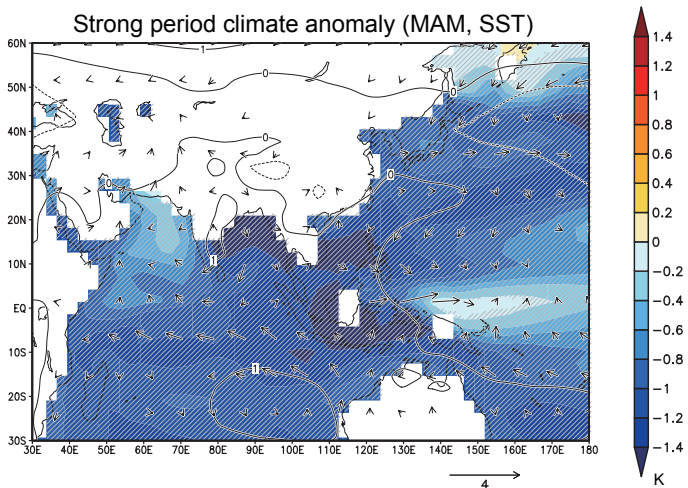 Strong period climate anomaly (MAM, SST)
60N
50N
40N
30N
20N
10N
EQ
10S
20S
30S
30E 40E 50E 60E 70E 80E 90E 100E 110E 120E 130E 140E 150E 160E 170E 180
1
0
0
0
0
0
1
1
1.4
1.2
1
0.8
0.6
0.4
0.2
0
−0.2
−0.4
−0.6
−0.8
−1
−1.2
−1.4
K
4